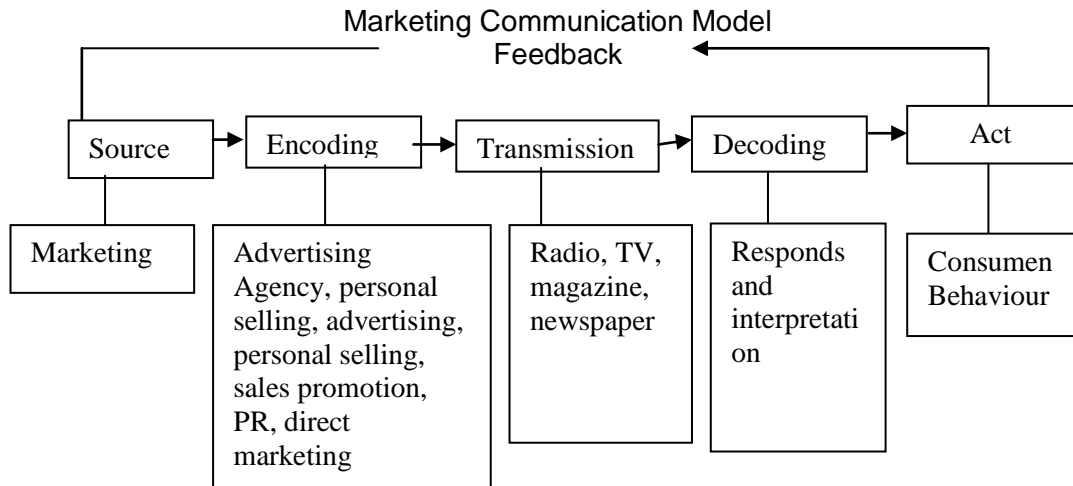 Marketing Communication Model
Feedback
Source
Encoding
Transmission
Decoding
Act
Marketing
Advertising
Agency, personal
selling, advertising,
personal selling,
sales promotion,
PR, direct
marketing
Radio, TV,
magazine,
newspaper
Responds
and
interpretati
on
Consumen
Behaviour